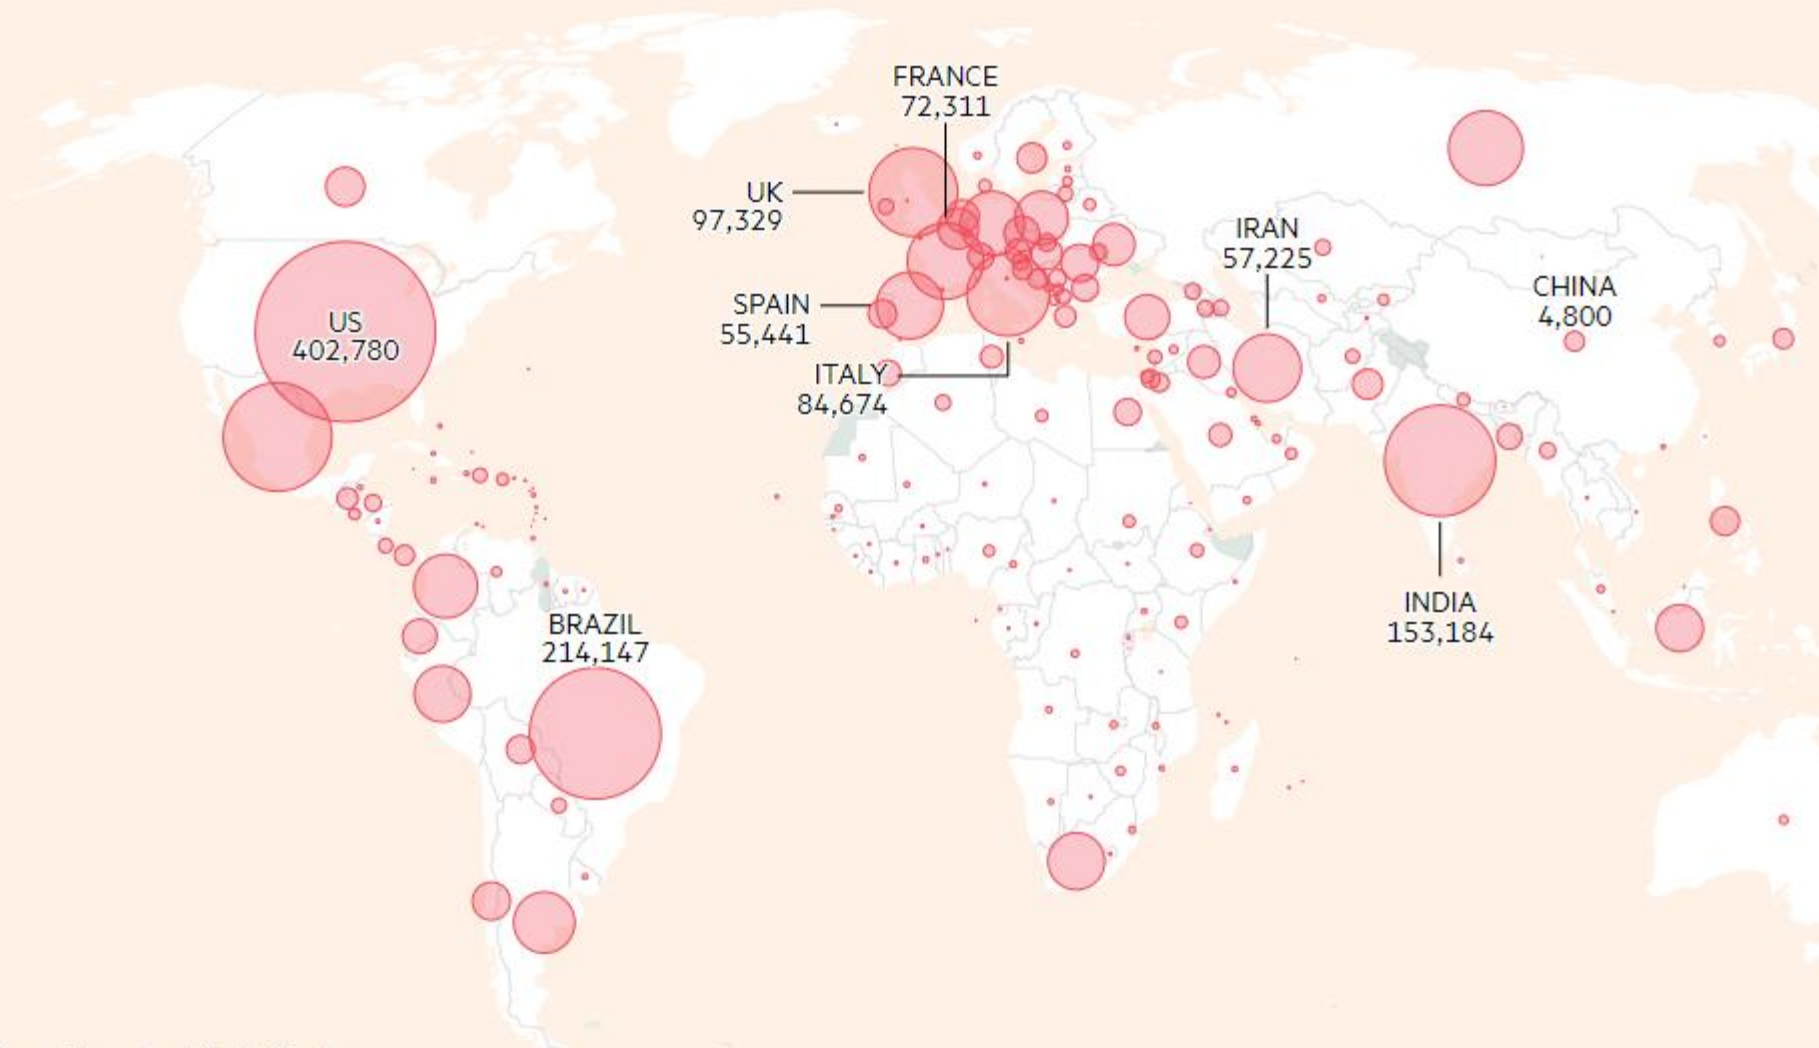 FRANCE
72,311
UK
97,329
IRAN
57,225
CHINA
4,800
SPAIN
55,441
US
402,780
ITALY
84,674
INDIA
153,184
BRAZIL
214,147